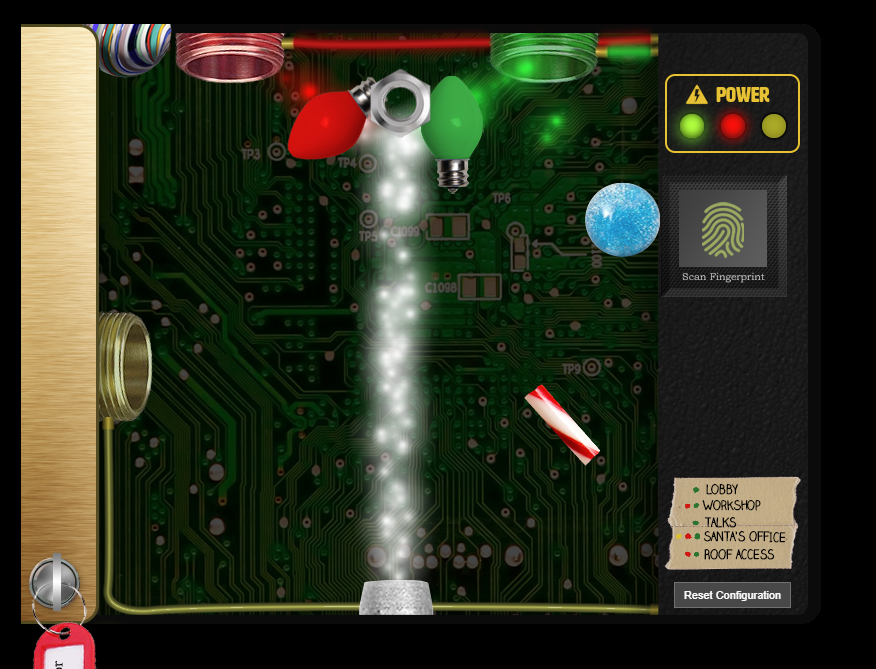 POWER
TP3
TP4
TP6
TP5
C1099
Scan Fingerprint
C1098
TP9
LOBBY
WORKSHOP
TALKS
SANTA'S OFFICE
ROOF ACCESS
Reset Configuration